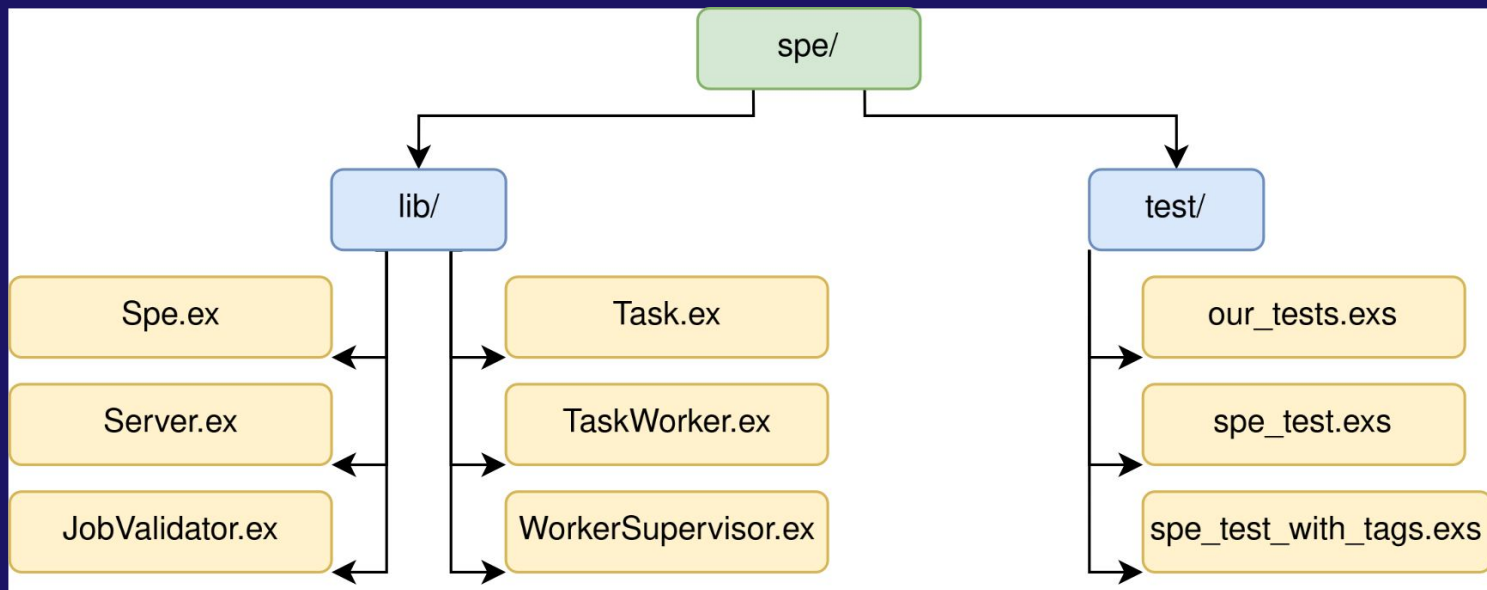 spe/
lib/
test/
Spe.ex
Task.ex
our_tests.exs
Server.ex
TaskWorker.ex
spe_test.exs
JobValidator.ex
WorkerSupervisor.ex
spe_test_with_tags.exs